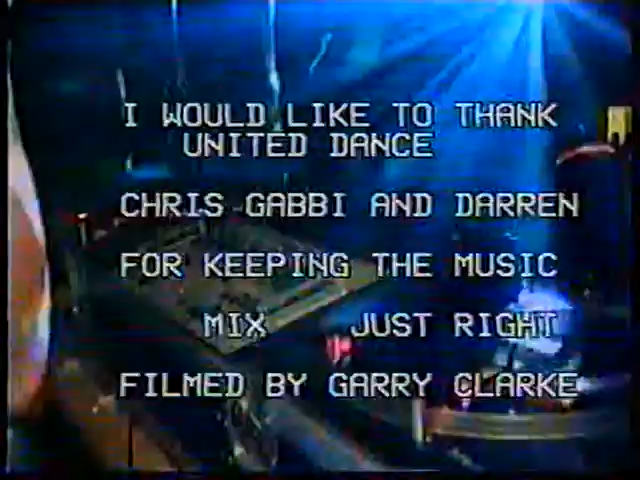 I WOULD LIKE TO THANK
UNITED DANCE
CHRIS GABBI AND DARREN
FOR KEEPING THE MUSIC
MIX JUST RIGHT
FILMED BY GARRY CLARKE